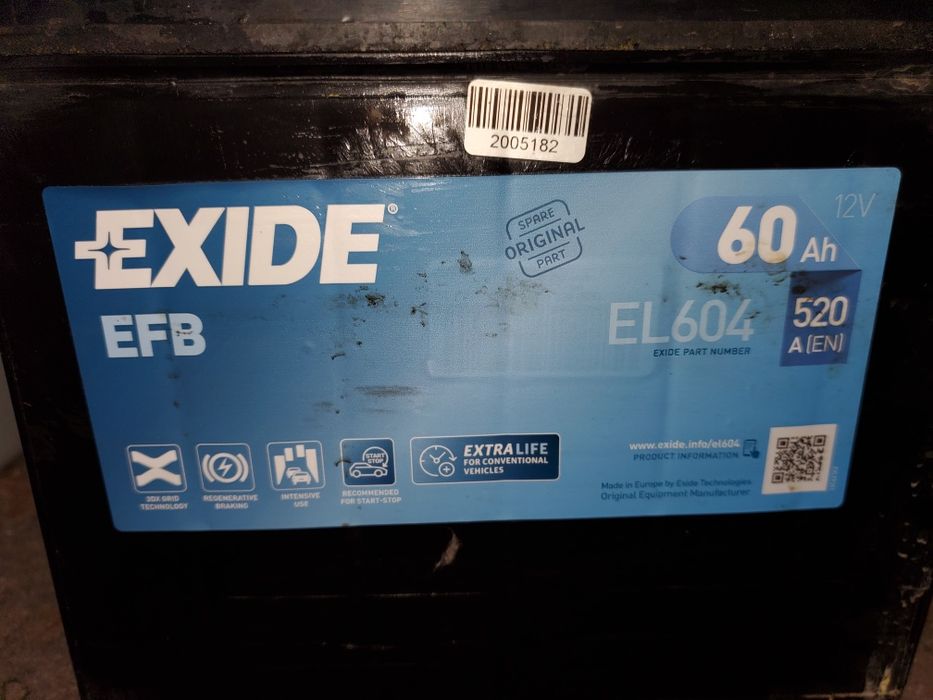 2005182
EXIDE®
EFB
SPARE
ORIGINAL
PART
12V
60 Ah
520
A (EN)
EL604
EXIDE PART NUMBER
3DX GRID
TECHNOLOGY
REGENERATIVE
BRAKING
INTENSIVE
USE
START
STOP
RECOMMENDED
FOR START-STOP
EXTRA LIFE
FOR CONVENTIONAL
VEHICLES
www.exide.info/el604
PRODUCT INFORMATION
Made in Europe by Exide Technologies
Original Equipment Manufacturer